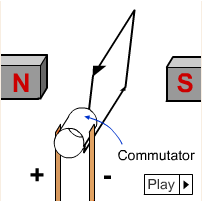 N S
Commutator
+ -
Play